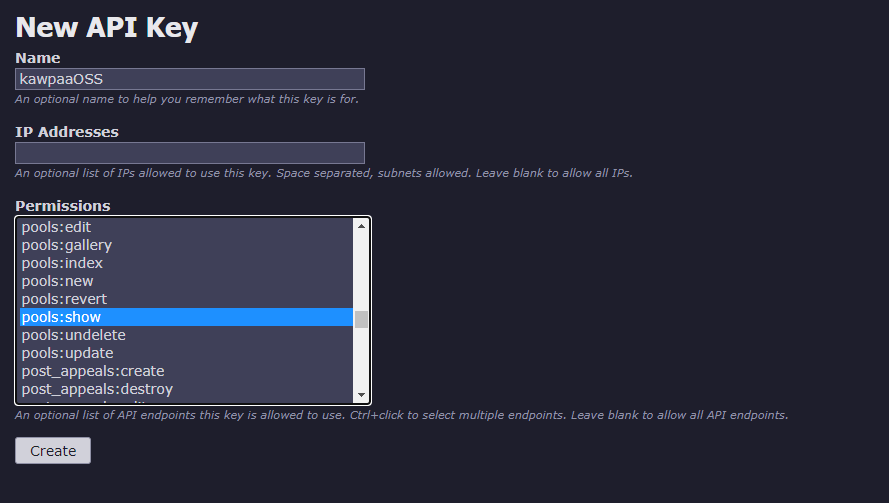 New API Key
Name
kawpaaOSS
An optional name to help you remember what this key is for.
IP Addresses
An optional list of IPs allowed to use this key. Space separated, subnets allowed. Leave blank to allow all IPs.
Permissions
pools:edit
pools:gallery
pools:index
pools:new
pools:revert
pools:show
pools:undelete
pools:update
post_appeals:create
post_appeals:destroy
An optional list of API endpoints this key is allowed to use. Ctrl+click to select multiple endpoints. Leave blank to allow all API endpoints.
Create